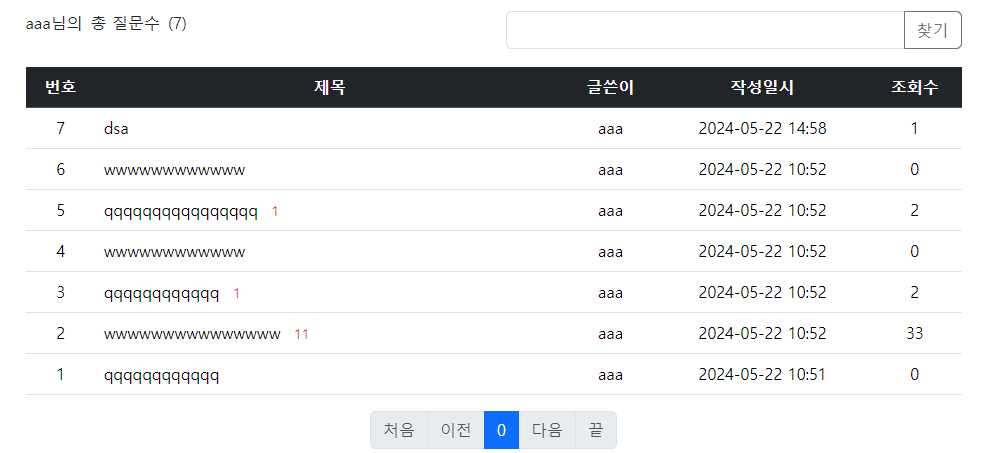 aaa님의 총 질문수 (7) 찾기
번호 제목 글쓴이 작성일시 조회수
7 dsa aaa 2024-05-22 14:58 1
6 wwwwwwwwwwww aaa 2024-05-22 10:52 0
5 qqqqqqqqqqqqqqqq 1 aaa 2024-05-22 10:52 2
4 wwwwwwwwwwww aaa 2024-05-22 10:52 0
3 qqqqqqqqqqqq 1 aaa 2024-05-22 10:52 2
2 wwwwwwwwwwwwwww 11 aaa 2024-05-22 10:52 33
1 qqqqqqqqqqqq aaa 2024-05-22 10:51 0
처음 이전 0 다음 끝